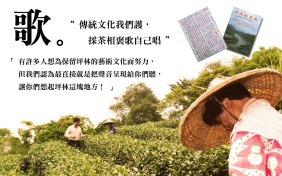 歌。
“ 傳統文化我們護，
採茶相褒歌自己唱 ”
「 有許多人想為保留坪林的藝術文化而努力，
但我們認為最直接就是把聲音呈現給你們聽，
讓你們想起坪林這塊地方！ 」